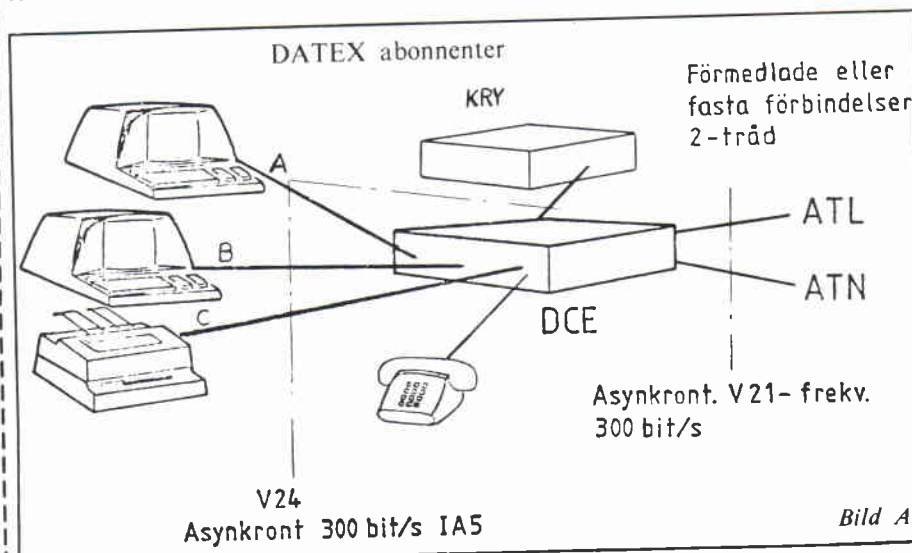 DATEX abonnenter
KRY
Förmedlade eller
fasta förbindelser
2-tråd
A
B
C
ATL
ATN
DCE
Asynkront. V 21- frekv.
300 bit/s
V24
Asynkront 300 bit/s IA5
Bild A